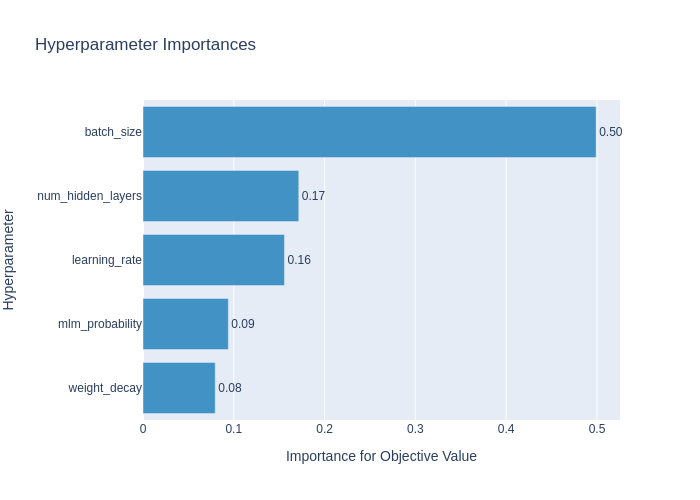 Hyperparameter Importances
Hyperparameter
batch_size
0.50
num_hidden_layers
0.17
learning_rate
0.16
mlm_probability
0.09
weight_decay
0.08
0 0.1 0.2 0.3 0.4 0.5
Importance for Objective Value